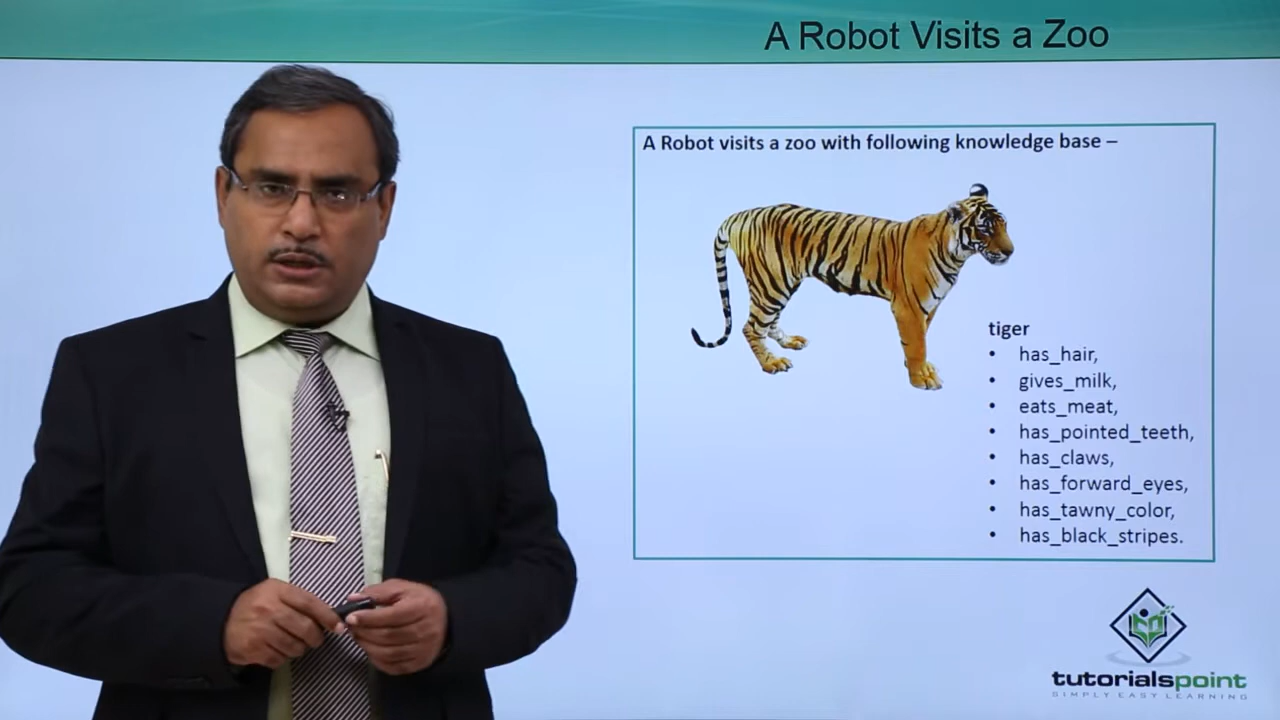 A Robot Visits a Zoo
A Robot visits a zoo with following knowledge base –
tiger
• has_hair,
• gives_milk,
• eats_meat,
• has_pointed_teeth,
• has_claws,
• has_forward_eyes,
• has_tawny_color,
• has_black_stripes.
tutorialspoint
SIMPLY EASY LEARNING